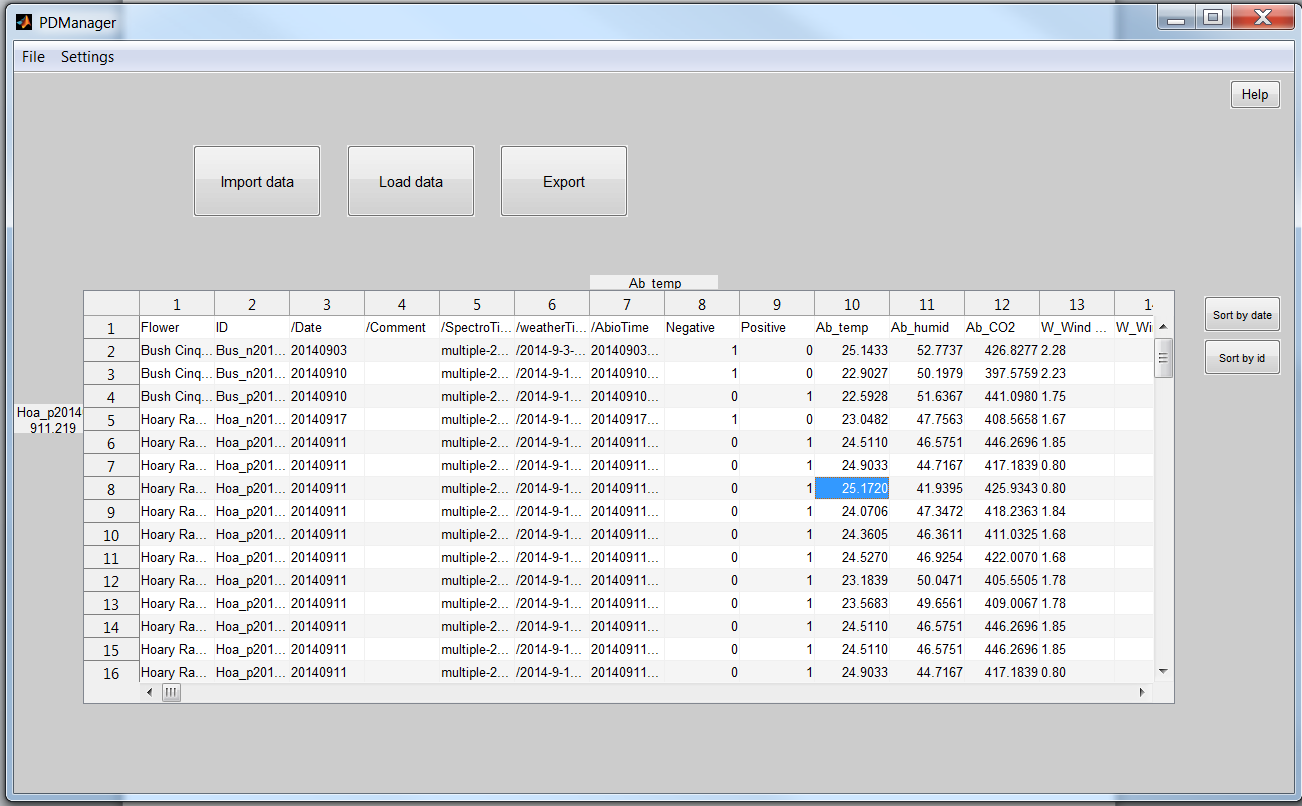 PDManager
File Settings
Help
Import data Load data Export
Ab_temp
1 2 3 4 5 6 7 8 9 10 11 12 13
1 Flower ID /Date /Comment /SpectroTi... /weatherTi... /AbioTime Negative Positive Ab_temp Ab_humid Ab_CO2 W_Wind ...
2 Bush Cinq... Bus_n201... 20140903 multiple-2... /2014-9-3-... 20140903... 1 0 25.1433 52.7737 426.8277 2.28
3 Bush Cinq... Bus_n201... 20140910 multiple-2... /2014-9-1... 20140910... 1 0 22.9027 50.1979 397.5759 2.23
4 Bush Cinq... Bus_p201... 20140910 multiple-2... /2014-9-1... 20140910... 0 1 22.5928 51.6367 441.0980 1.75
5 Hoary Ra... Hoa_n201... 20140917 multiple-2... /2014-9-1... 20140917... 1 0 23.0482 47.7563 408.5658 1.67
6 Hoary Ra... Hoa_p201... 20140911 multiple-2... /2014-9-1... 20140911... 0 1 24.5110 46.5751 446.2696 1.85
7 Hoary Ra... Hoa_p201... 20140911 multiple-2... /2014-9-1... 20140911... 0 1 24.9033 44.7167 417.1839 0.80
8 Hoary Ra... Hoa_p201... 20140911 multiple-2... /2014-9-1... 20140911... 0 1 25.1720 41.9395 425.9343 0.80
9 Hoary Ra... Hoa_p201... 20140911 multiple-2... /2014-9-1... 20140911... 0 1 24.0706 47.3472 418.2363 1.84
10 Hoary Ra... Hoa_p201... 20140911 multiple-2... /2014-9-1... 20140911... 0 1 24.3605 46.3611 411.0325 1.68
11 Hoary Ra... Hoa_p201... 20140911 multiple-2... /2014-9-1... 20140911... 0 1 24.5270 46.9254 422.0070 1.68
12 Hoary Ra... Hoa_p201... 20140911 multiple-2... /2014-9-1... 20140911... 0 1 23.1839 50.0471 405.5505 1.78
13 Hoary Ra... Hoa_p201... 20140911 multiple-2... /2014-9-1... 20140911... 0 1 23.5683 49.6561 409.0067 1.78
14 Hoary Ra... Hoa_p201... 20140911 multiple-2... /2014-9-1... 20140911... 0 1 24.5110 46.5751 446.2696 1.85
15 Hoary Ra... Hoa_p201... 20140911 multiple-2... /2014-9-1... 20140911... 0 1 24.5110 46.5751 446.2696 1.85
16 Hoary Ra... Hoa_p201... 20140911 multiple-2... /2014-9-1... 20140911... 0 1 24.9033 44.7167 417.1839 0.80
Hoa_p2014
911.219
Sort by date
Sort by id